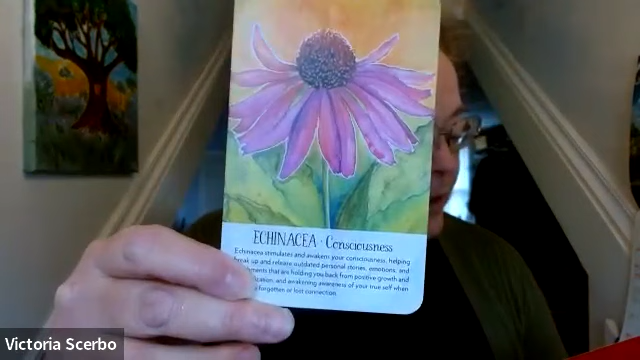 ECHINACEA · Consciousness
Echinacea stimulates and awakens your consciousness, helping
break up and release outdated personal stories, emotions, and
that are holding you back from positive growth and
and awakening awareness of your true self when
forgotten or lost connection.
Victoria Scerbo